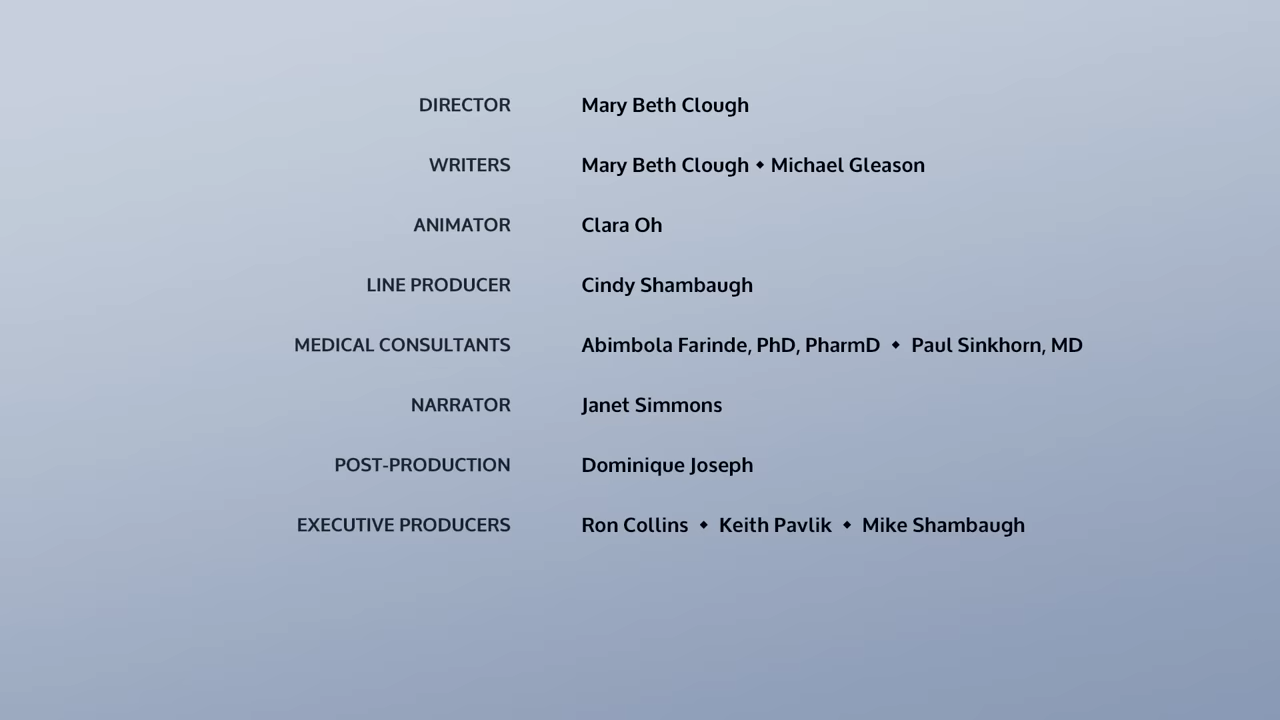 DIRECTOR Mary Beth Clough
WRITERS Mary Beth Clough • Michael Gleason
ANIMATOR Clara Oh
LINE PRODUCER Cindy Shambaugh
MEDICAL CONSULTANTS Abimbola Farinde, PhD, PharmD • Paul Sinkhorn, MD
NARRATOR Janet Simmons
POST-PRODUCTION Dominique Joseph
EXECUTIVE PRODUCERS Ron Collins • Keith Pavlik • Mike Shambaugh